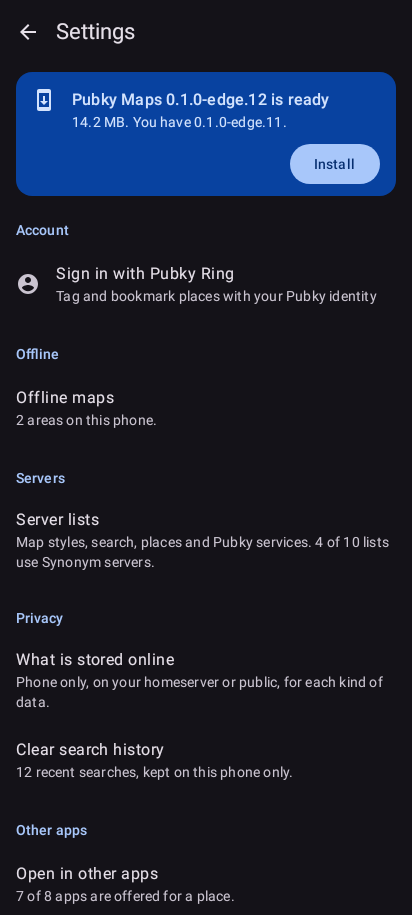 Settings
Pubky Maps 0.1.0-edge.12 is ready
14.2 MB. You have 0.1.0-edge.11.
Install
Account
Sign in with Pubky Ring
Tag and bookmark places with your Pubky identity
Offline
Offline maps
2 areas on this phone.
Servers
Server lists
Map styles, search, places and Pubky services. 4 of 10 lists
use Synonym servers.
Privacy
What is stored online
Phone only, on your homeserver or public, for each kind of
data.
Clear search history
12 recent searches, kept on this phone only.
Other apps
Open in other apps
7 of 8 apps are offered for a place.